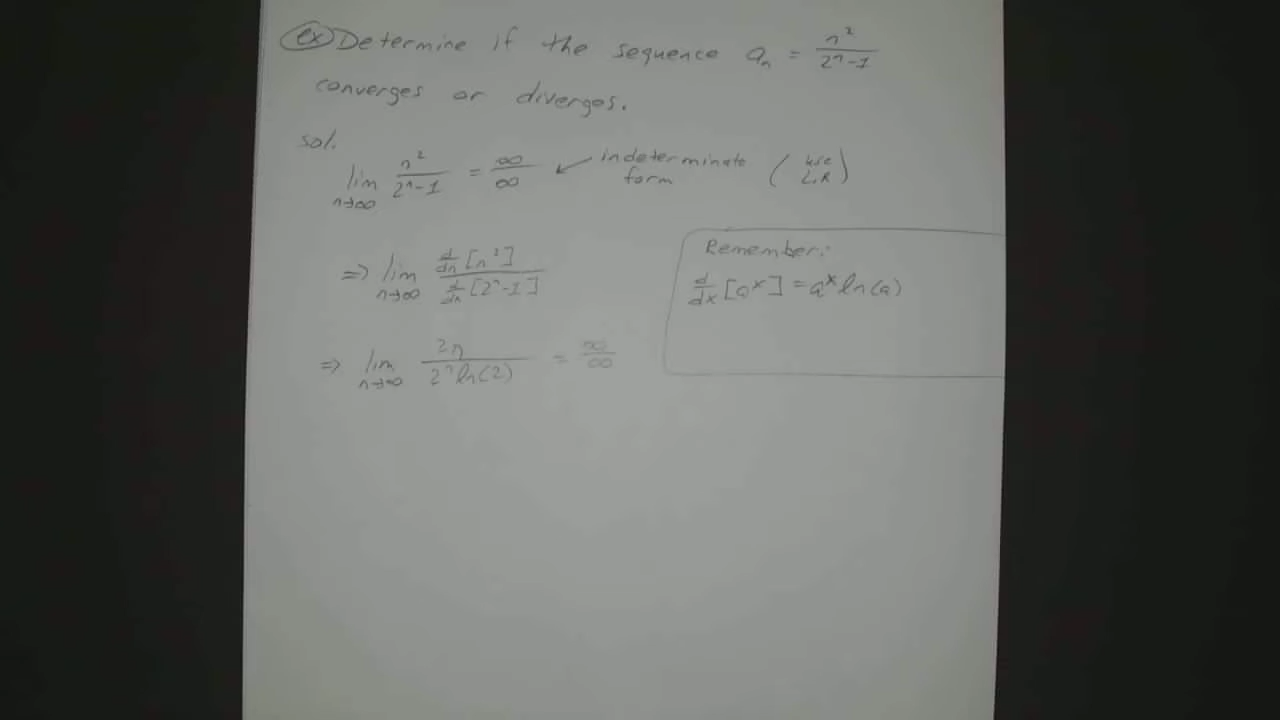 ex Determine if the sequence aₙ = n²/(2ⁿ-1)
converges or diverges.
sol.
lim n→∞ n²/(2ⁿ-1) = ∞/∞ ← indeterminate form (use L.R)
⇒ lim n→∞ d/dn [n²] / d/dn [2ⁿ-1]
Remember:
d/dx [aˣ] = aˣ ln(a)
⇒ lim n→∞ 2n / 2ⁿ ln(2) = ∞/∞